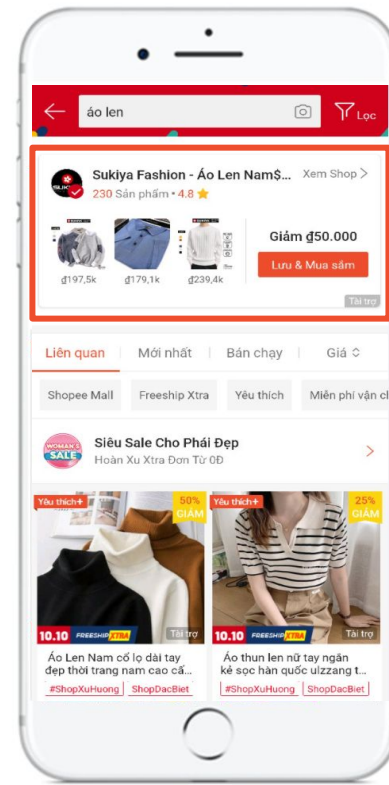 áo len
Lọc
Sukiya Fashion - Áo Len Nam$...
Xem Shop >
230 Sản phẩm • 4.8
₫197,5k
₫179,1k
₫239,4k
Giảm ₫50.000
Lưu & Mua sắm
Tài trợ
Liên quan
Mới nhất
Bán chạy
Giá
Shopee Mall
Freeship Xtra
Yêu thích
Miễn phí vận cl
WOMAN'S
SALE
Siêu Sale Cho Phái Đẹp
Hoàn Xu Xtra Đơn Từ 0Đ
Yêu thích+
50%
GIẢM
10.10 FREESHIP XTRA
Tài trợ
Áo Len Nam cổ lọ dài tay
đẹp thời trang nam cao cấ...
#ShopXuHuong
ShopDacBiet
Yêu thích+
25%
GIẢM
10.10 FREESHIP XTRA
Tài trợ
Áo thun len nữ tay ngắn
kẻ sọc hàn quốc ulzzang t...
#ShopXuHuong
ShopDacBiet